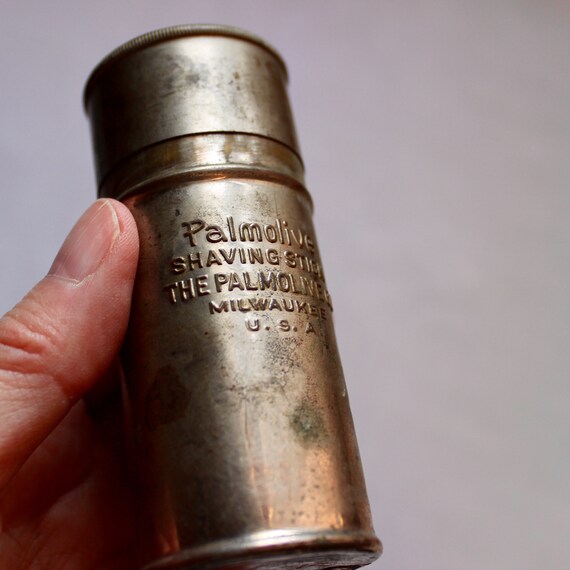 Palmolive
SHAVING STICK
THE PALMOLIVE
MILWAUKEE
U.S.A.